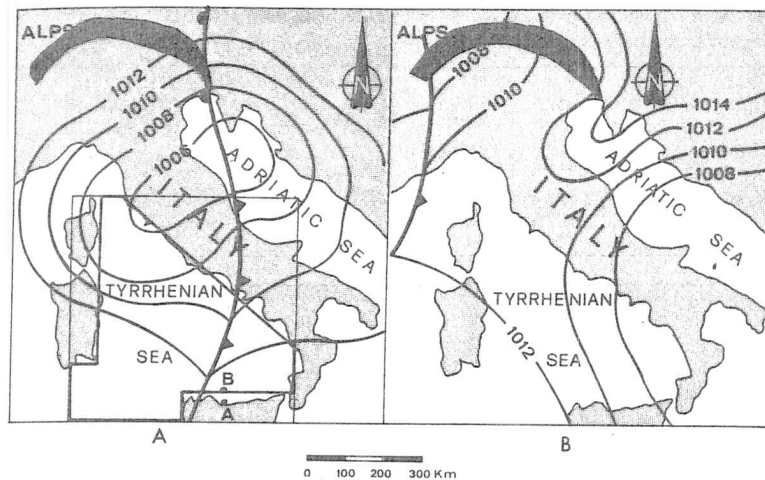 ALPS
N
1012
1010
1008
1006
ADRIATIC
SEA
ITALY
TYRRHENIAN
SEA
B
A
A
ALPS
N
1008
1010
1014
1012
1010
1008
ADRIATIC
SEA
ITALY
TYRRHENIAN
SEA
1012
B
0 100 200 300 Km